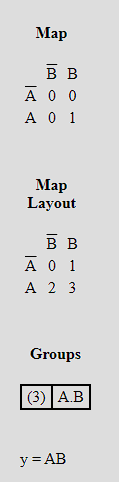 Map
B̅ B
A̅ 0 0
A 0 1
Map
Layout
B̅ B
A̅ 0 1
A 2 3
Groups
(3) A.B
y = AB